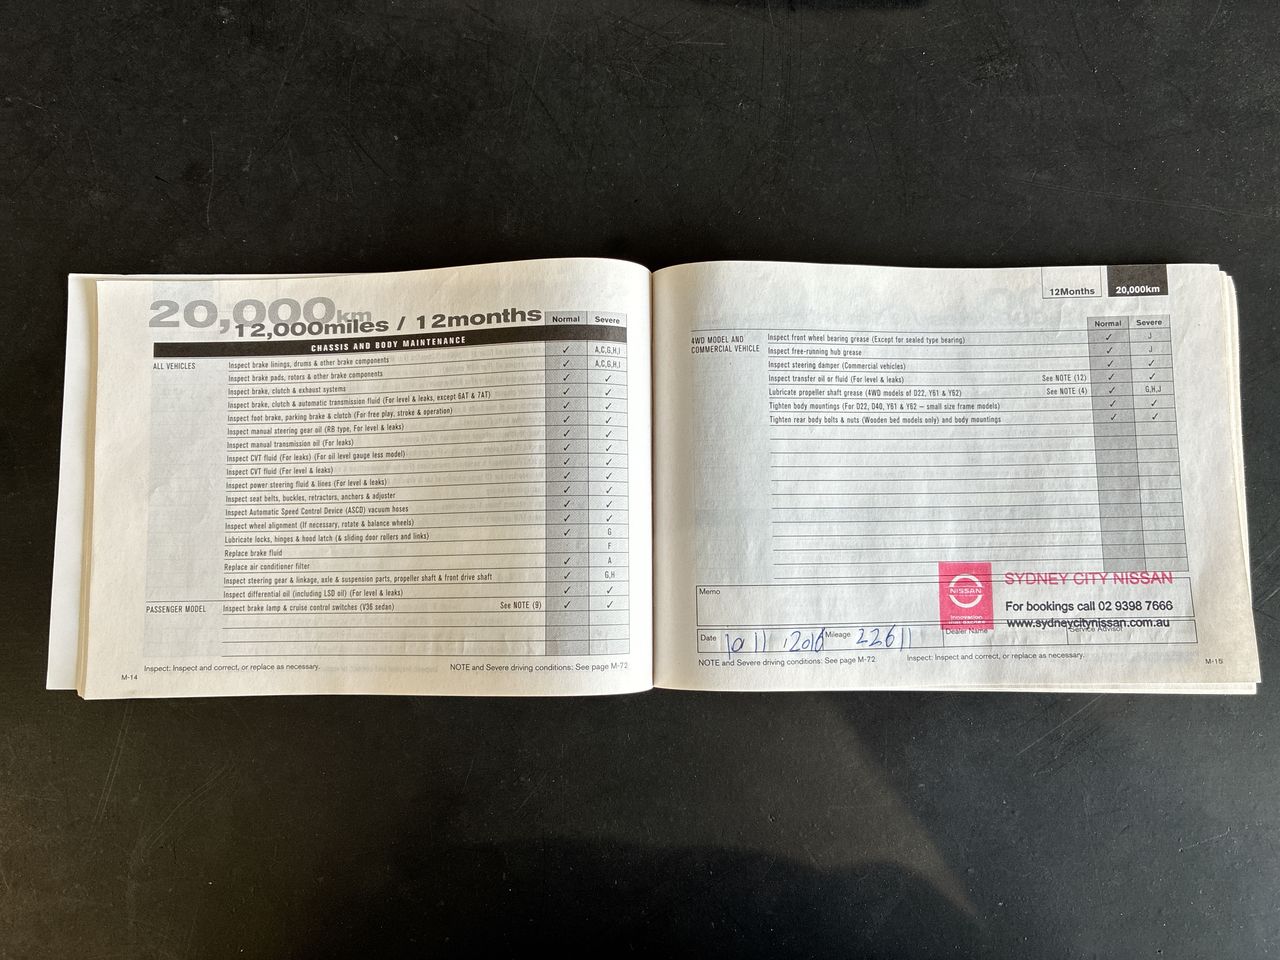 20,000km
12,000miles / 12months
Normal Severe
CHASSIS AND BODY MAINTENANCE
ALL VEHICLES
Inspect brake linings, drums & other brake components ✓ A,C,G,H,I
Inspect brake pads, rotors & other brake components ✓ A,C,G,H,I
Inspect brake, clutch & exhaust systems ✓ ✓
Inspect brake, clutch & automatic transmission fluid (For level & leaks, except 6AT & 7AT) ✓ ✓
Inspect foot brake, parking brake & clutch (For free play, stroke & operation) ✓ ✓
Inspect manual steering gear oil (RB type, For level & leaks) ✓ ✓
Inspect manual transmission oil (For leaks) ✓ ✓
Inspect CVT fluid (For leaks) (For oil level gauge less model) ✓ ✓
Inspect CVT fluid (For level & leaks) ✓ ✓
Inspect power steering fluid & lines (For level & leaks) ✓ ✓
Inspect seat belts, buckles, retractors, anchors & adjuster ✓ ✓
Inspect Automatic Speed Control Device (ASCD) vacuum hoses ✓ ✓
Inspect wheel alignment (If necessary, rotate & balance wheels) ✓ ✓
Lubricate locks, hinges & hood latch (& sliding door rollers and links) ✓ G
Replace brake fluid F
Replace air conditioner filter ✓ A
Inspect steering gear & linkage, axle & suspension parts, propeller shaft & front drive shaft ✓ G,H
Inspect differential oil (including LSD oil) (For level & leaks) ✓ ✓
PASSENGER MODEL Inspect brake lamp & cruise control switches (V36 sedan) See NOTE (9) ✓ ✓
Inspect: Inspect and correct, or replace as necessary. NOTE and Severe driving conditions: See page M-72
M-14
12Months 20,000km
Normal Severe
4WD MODEL AND
COMMERCIAL VEHICLE
Inspect front wheel bearing grease (Except for sealed type bearing) ✓ J
Inspect free-running hub grease ✓ J
Inspect steering damper (Commercial vehicles) ✓ ✓
Inspect transfer oil or fluid (For level & leaks) See NOTE (12) ✓ ✓
Lubricate propeller shaft grease (4WD models of D22, Y61 & Y62) See NOTE (4) ✓ G,H,J
Tighten body mountings (For D22, D40, Y61 & Y62 – small size frame models) ✓ ✓
Tighten rear body bolts & nuts (Wooden bed models only) and body mountings ✓ ✓
NISSAN
Innovation
SYDNEY CITY NISSAN
For bookings call 02 9398 7666
www.sydneycitynissan.com.au
Memo
Date 10 11 2016 Mileage 22611 Dealer Name Service Advisor
NOTE and Severe driving conditions: See page M-72 Inspect: Inspect and correct, or replace as necessary.
M-15